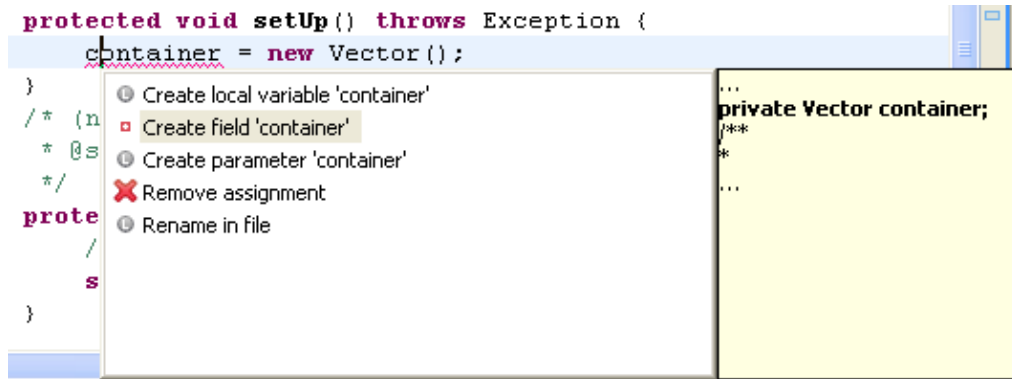 protected void setUp() throws Exception {
container = new Vector();
}
/* (n
* @s
*/
prote
/
s
}
Create local variable 'container'
Create field 'container'
Create parameter 'container'
Remove assignment
Rename in file
...
private Vector container;
/**
*
...